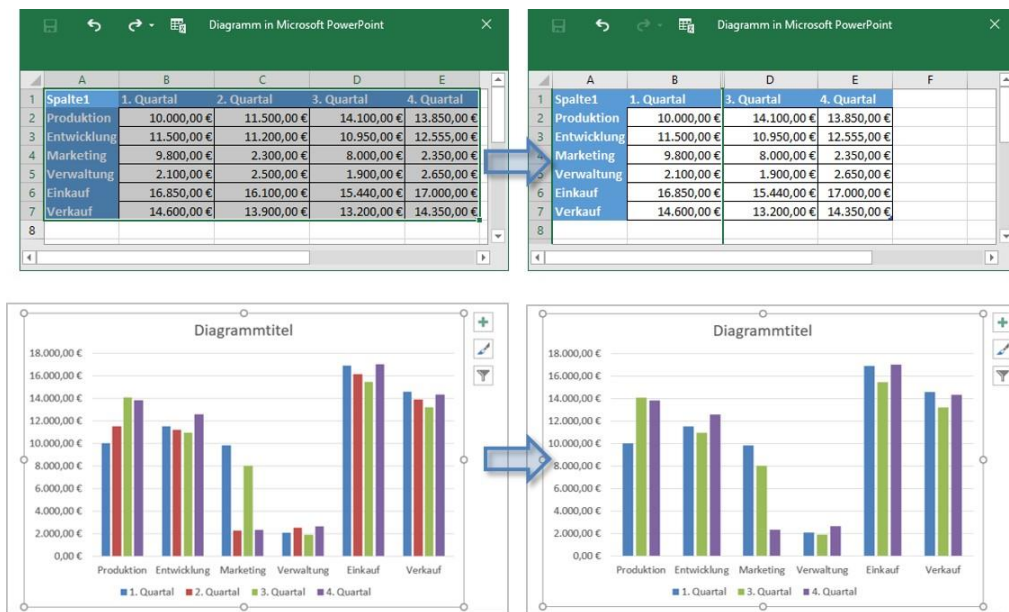 Diagramm in Microsoft PowerPoint
A B C D E
1 Spalte1 1. Quartal 2. Quartal 3. Quartal 4. Quartal
2 Produktion 10.000,00 € 11.500,00 € 14.100,00 € 13.850,00 €
3 Entwicklung 11.500,00 € 11.200,00 € 10.950,00 € 12.555,00 €
4 Marketing 9.800,00 € 2.300,00 € 8.000,00 € 2.350,00 €
5 Verwaltung 2.100,00 € 2.500,00 € 1.900,00 € 2.650,00 €
6 Einkauf 16.850,00 € 16.100,00 € 15.440,00 € 17.000,00 €
7 Verkauf 14.600,00 € 13.900,00 € 13.200,00 € 14.350,00 €
8
Diagramm in Microsoft PowerPoint
A B D E F
1 Spalte1 1. Quartal 3. Quartal 4. Quartal
2 Produktion 10.000,00 € 14.100,00 € 13.850,00 €
3 Entwicklung 11.500,00 € 10.950,00 € 12.555,00 €
Marketing 9.800,00 € 8.000,00 € 2.350,00 €
5 Verwaltung 2.100,00 € 1.900,00 € 2.650,00 €
6 Einkauf 16.850,00 € 15.440,00 € 17.000,00 €
7 Verkauf 14.600,00 € 13.200,00 € 14.350,00 €
8
Diagrammtitel
18.000,00 €
16.000,00 €
14.000,00 €
12.000,00 €
10.000,00 €
8.000,00 €
6.000,00 €
4.000,00 €
2.000,00 €
0,00 €
Produktion Entwicklung Marketing Verwaltung Einkauf Verkauf
1. Quartal 2. Quartal 3. Quartal 4. Quartal
Diagrammtitel
18.000,00 €
16.000,00 €
14.000,00 €
12.000,00 €
10.000,00 €
8.000,00 €
6.000,00 €
4.000,00 €
2.000,00 €
0,00 €
Produktion Entwicklung Marketing Verwaltung Einkauf Verkauf
1. Quartal 3. Quartal 4. Quartal